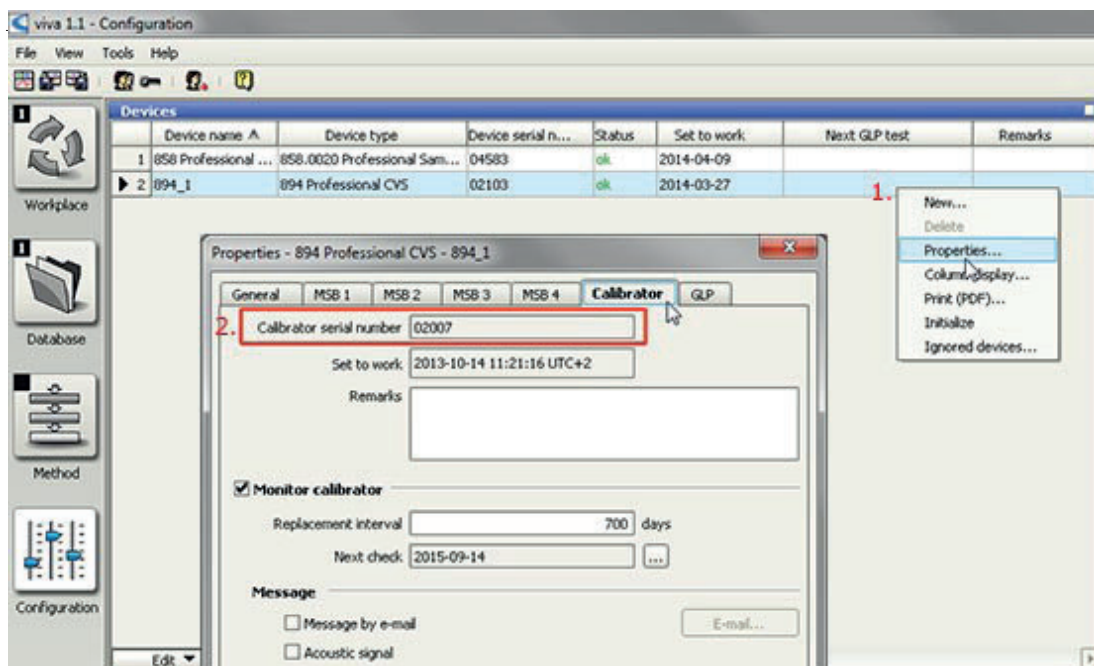 viva 1.1 - Configuration
File View Tools Help
Devices
Device name Device type Device serial n... Status Set to work Next GLP test Remarks
1 858 Professional ... 858.0020 Professional Sam... 04583 ok 2014-04-09
2 894_1 894 Professional CVS 02103 ok 2014-03-27
1.
New...
Delete
Properties...
Column display...
Print (PDF)...
Initialize
Ignored devices...
1
Workplace
1
Database
Method
Configuration
Properties - 894 Professional CVS - 894_1
General MSB 1 MSB 2 MSB 3 MSB 4 Calibrator GLP
2. Calibrator serial number 02007
Set to work 2013-10-14 11:21:16 UTC+2
Remarks
Monitor calibrator
Replacement interval 700 days
Next check 2015-09-14 ...
Message
Message by e-mail E-mail...
Acoustic signal
Edit